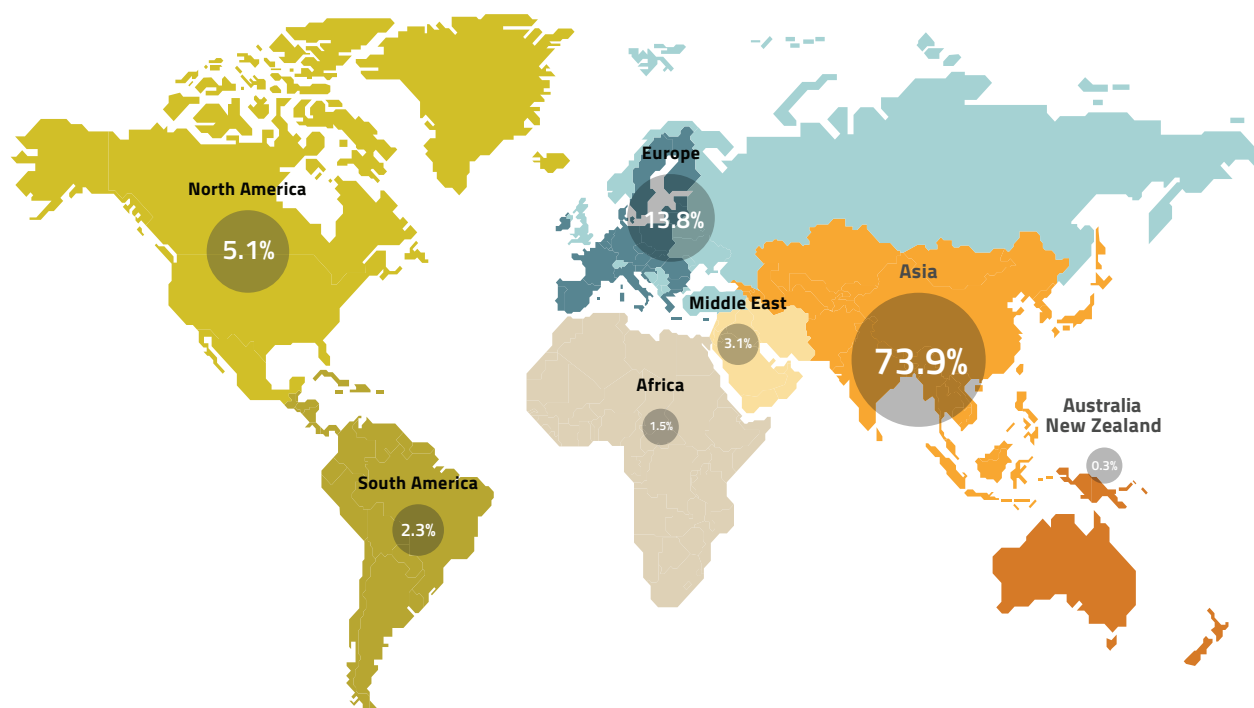 Europe
13.8%
North America
5.1%
Asia
73.9%
Middle East
3.1%
Africa
1.5%
Australia
New Zealand
0.3%
South America
2.3%